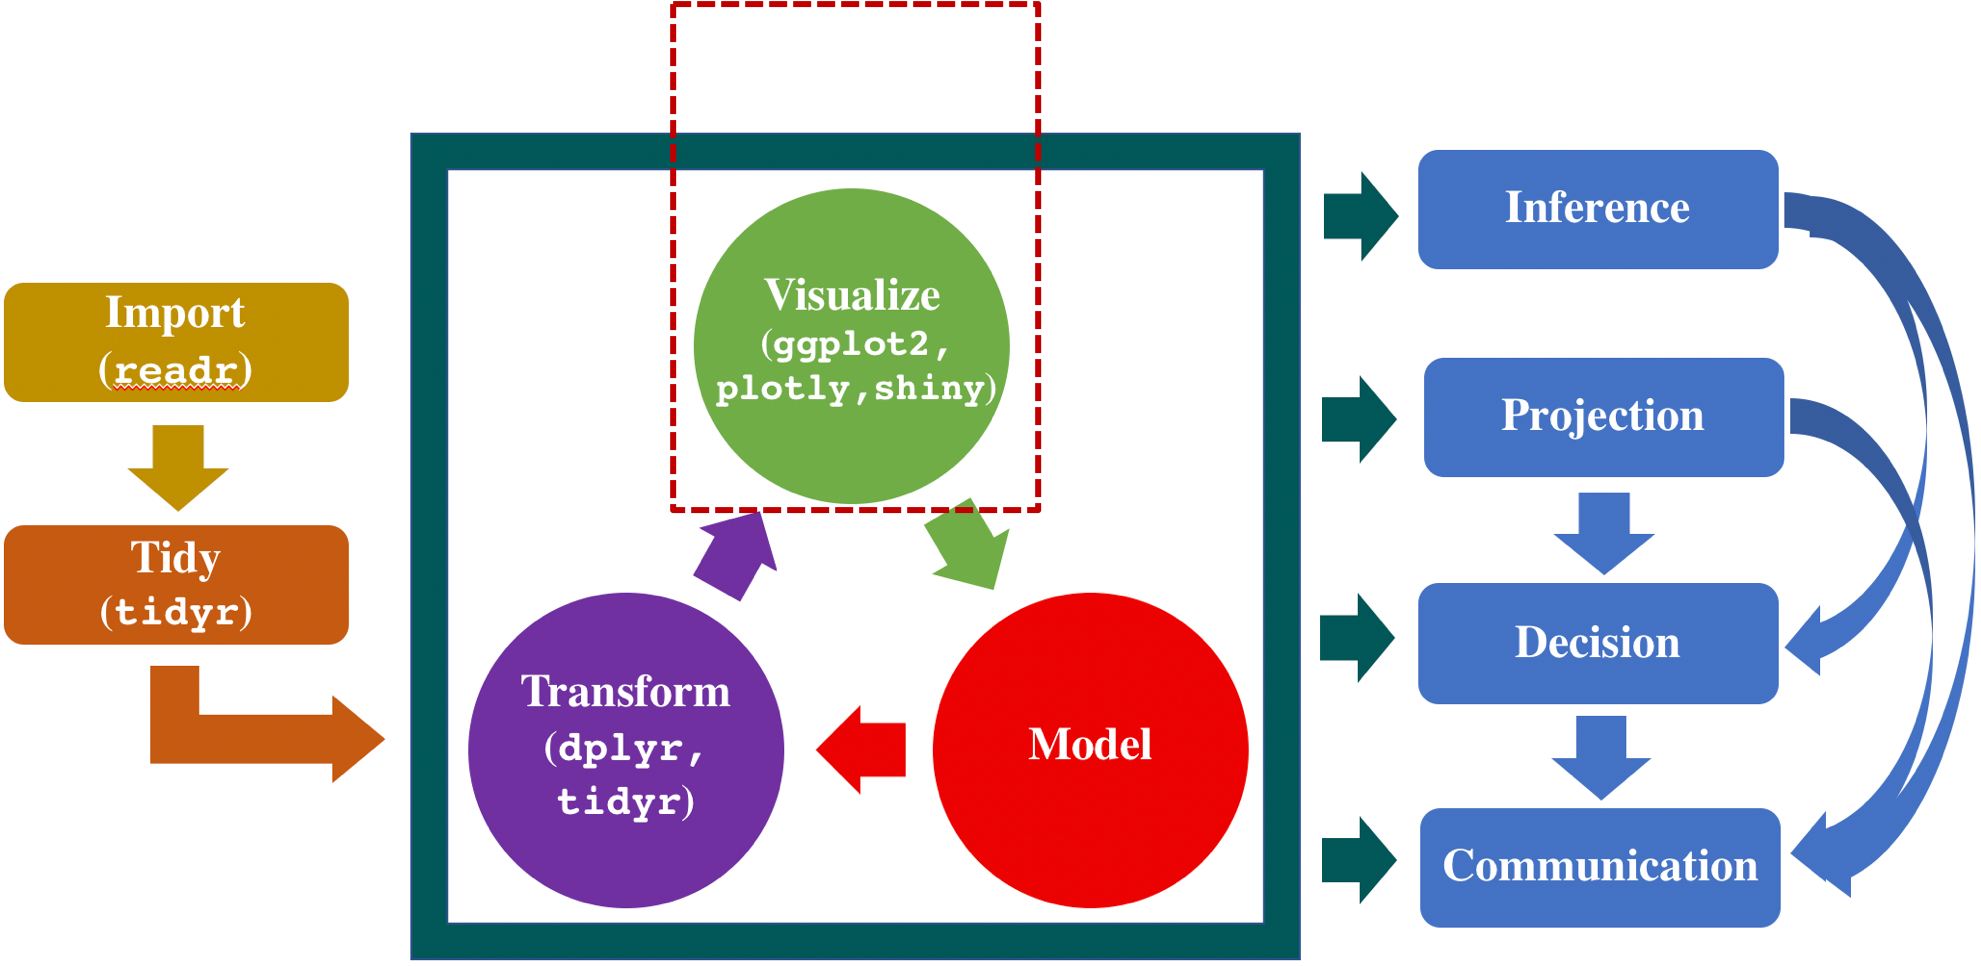 Import
(readr)
Tidy
(tidyr)
Visualize
(ggplot2,
plotly,shiny)
Transform
(dplyr,
tidyr)
Model
Inference
Projection
Decision
Communication